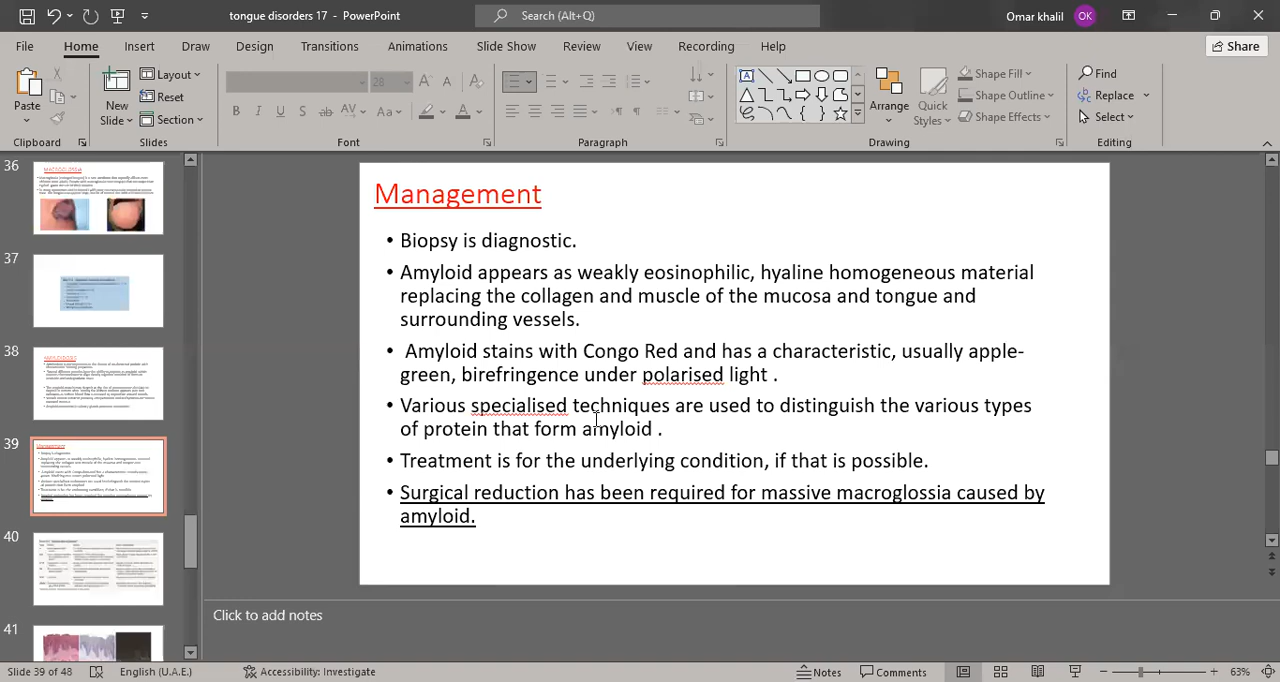 tongue disorders 17 - PowerPoint
Search (Alt+Q)
Omar khalil
OK
File Home Insert Draw Design Transitions Animations Slide Show Review View Recording Help
Share
Paste
Clipboard
New
Slide
Layout
Reset
Section
Slides
28
Font
Paragraph
Arrange
Quick
Styles
Shape Fill
Shape Outline
Shape Effects
Drawing
Find
Replace
Select
Editing
36
37
38
39
Management
40
41
Management
• Biopsy is diagnostic.
• Amyloid appears as weakly eosinophilic, hyaline homogeneous material
replacing the collagen and muscle of the mucosa and tongue and
surrounding vessels.
• Amyloid stains with Congo Red and has a characteristic, usually apple-
green, birefringence under polarised light .
• Various specialised techniques are used to distinguish the various types
of protein that form amyloid .
• Treatment is for the underlying condition, if that is possible.
• Surgical reduction has been required for massive macroglossia caused by
amyloid.
Click to add notes
Slide 39 of 48
English (U.A.E.)
Accessibility: Investigate
Notes
Comments
63%